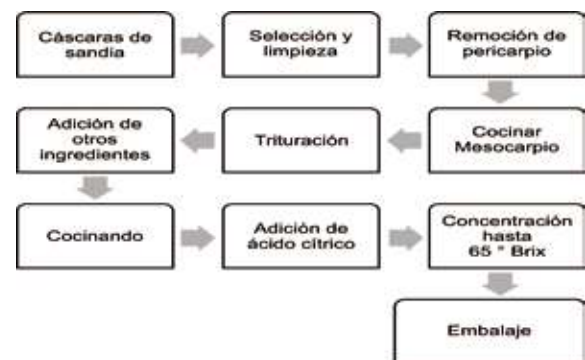 Cáscaras de
sandía
Selección y
limpieza
Remoción de
pericarpio
Cocinar
Mesocarpio
Trituración
Adición de
otros
ingredientes
Cocinando
Adición de
ácido cítrico
Concentración
hasta
65 ° Brix
Embalaje